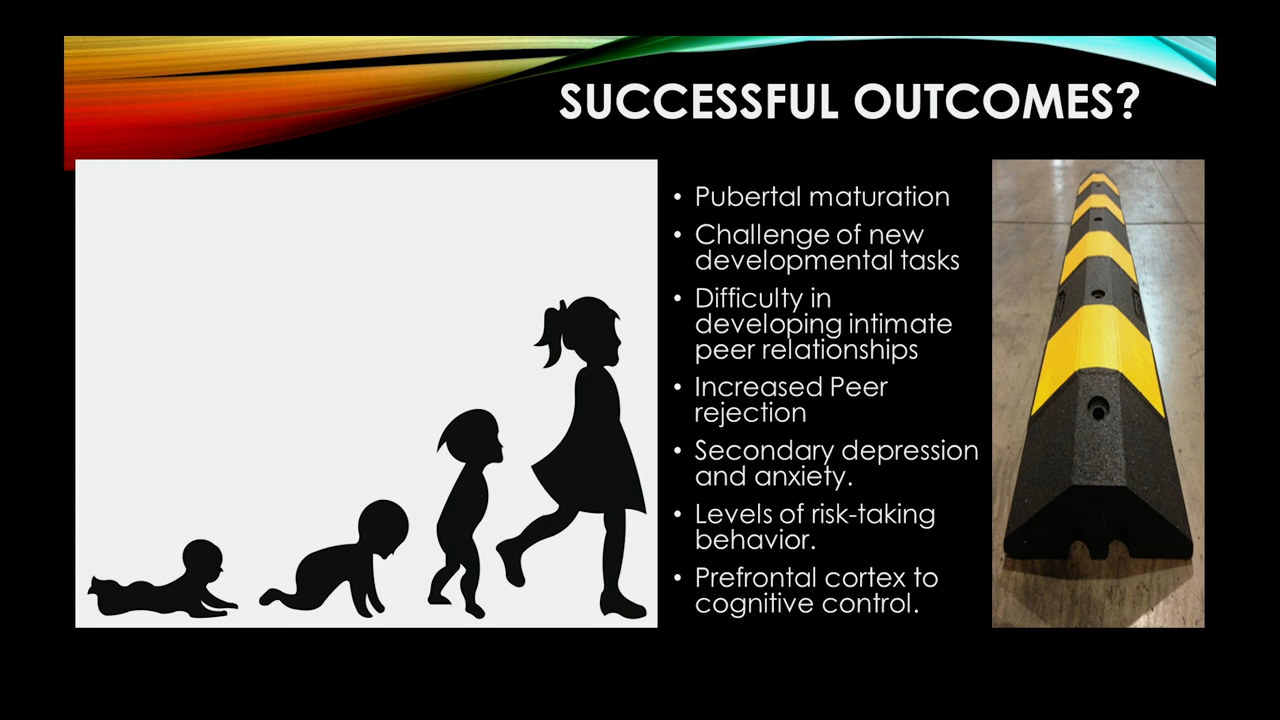 SUCCESSFUL OUTCOMES?
• Pubertal maturation
• Challenge of new
developmental tasks
• Difficulty in
developing intimate
peer relationships
• Increased Peer
rejection
• Secondary depression
and anxiety.
• Levels of risk-taking
behavior.
• Prefrontal cortex to
cognitive control.